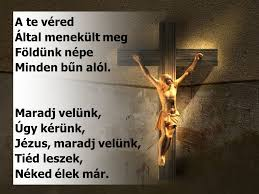 A te véred
Által menekült meg
Földünk népe
Minden bűn alól.
Maradj velünk,
Úgy kérünk,
Jézus, maradj velünk,
Tiéd leszek,
Néked élek már.